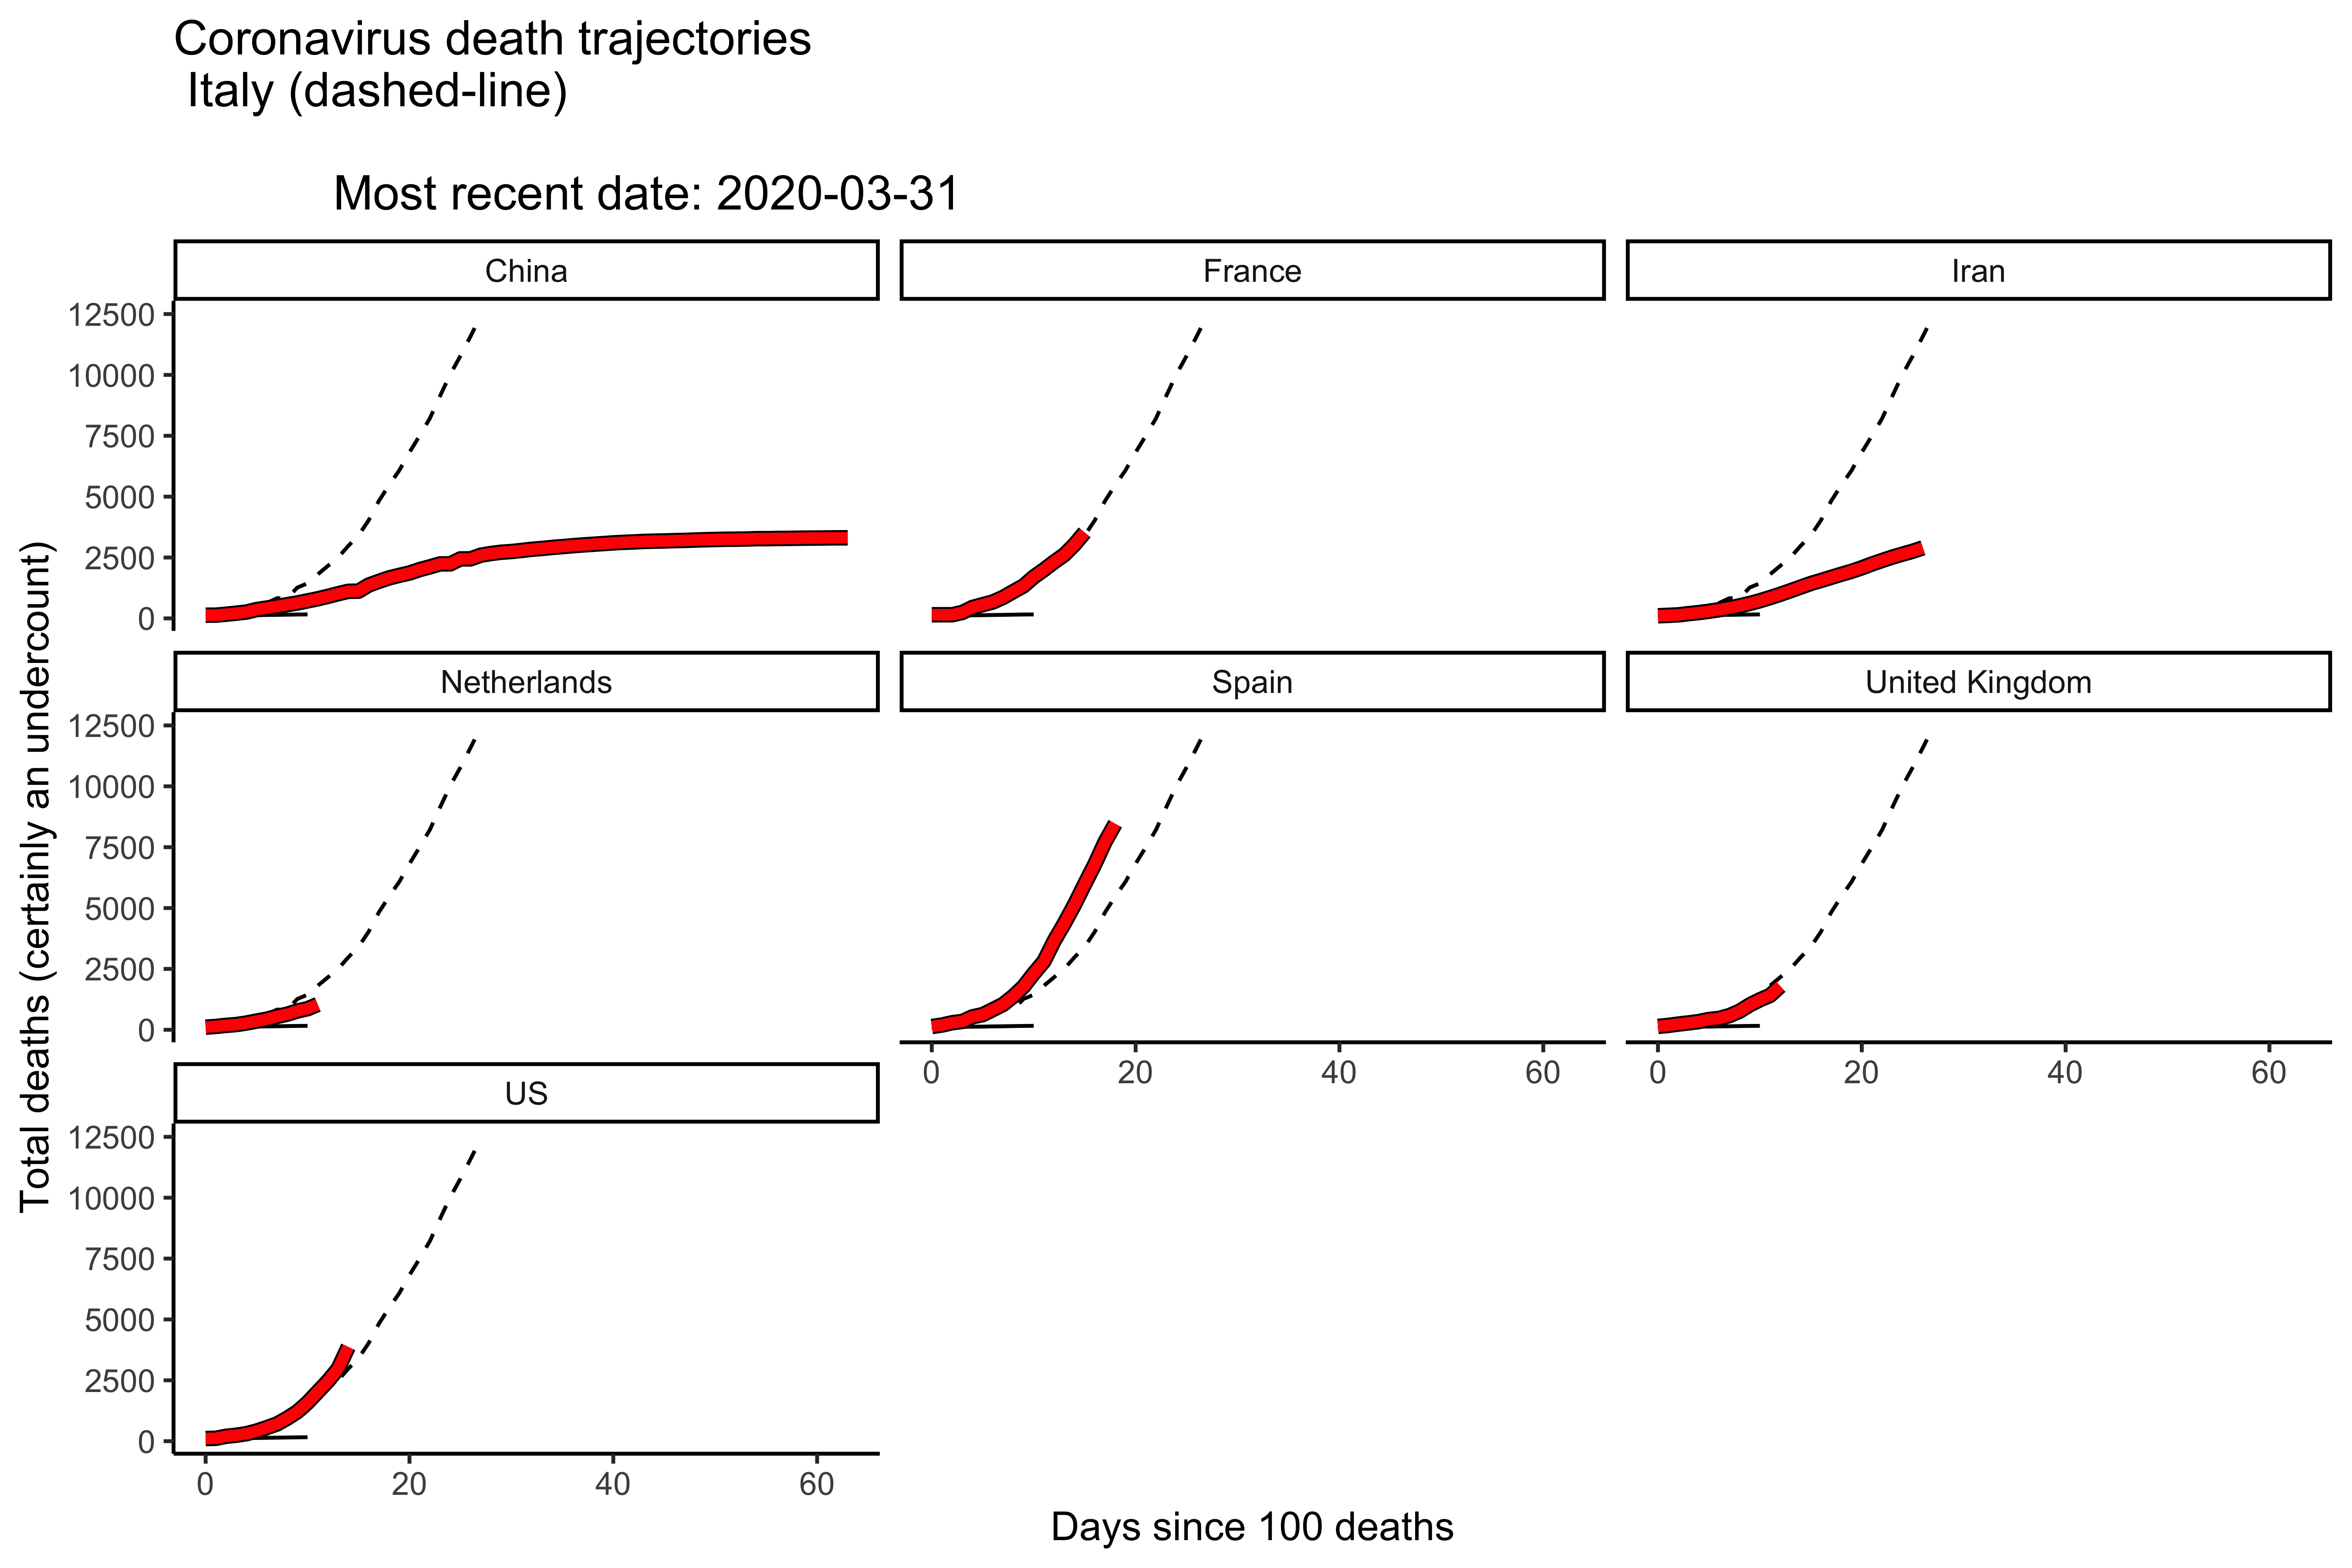 Coronavirus death trajectories
Italy (dashed-line)
Most recent date: 2020-03-31
China
France
Iran
12500
10000
7500
5000
2500
0
Netherlands
Spain
United Kingdom
12500
10000
7500
5000
2500
0
0 20 40 60
0 20 40 60
US
12500
10000
7500
5000
2500
0
0 20 40 60
Total deaths (certainly an undercount)
Days since 100 deaths